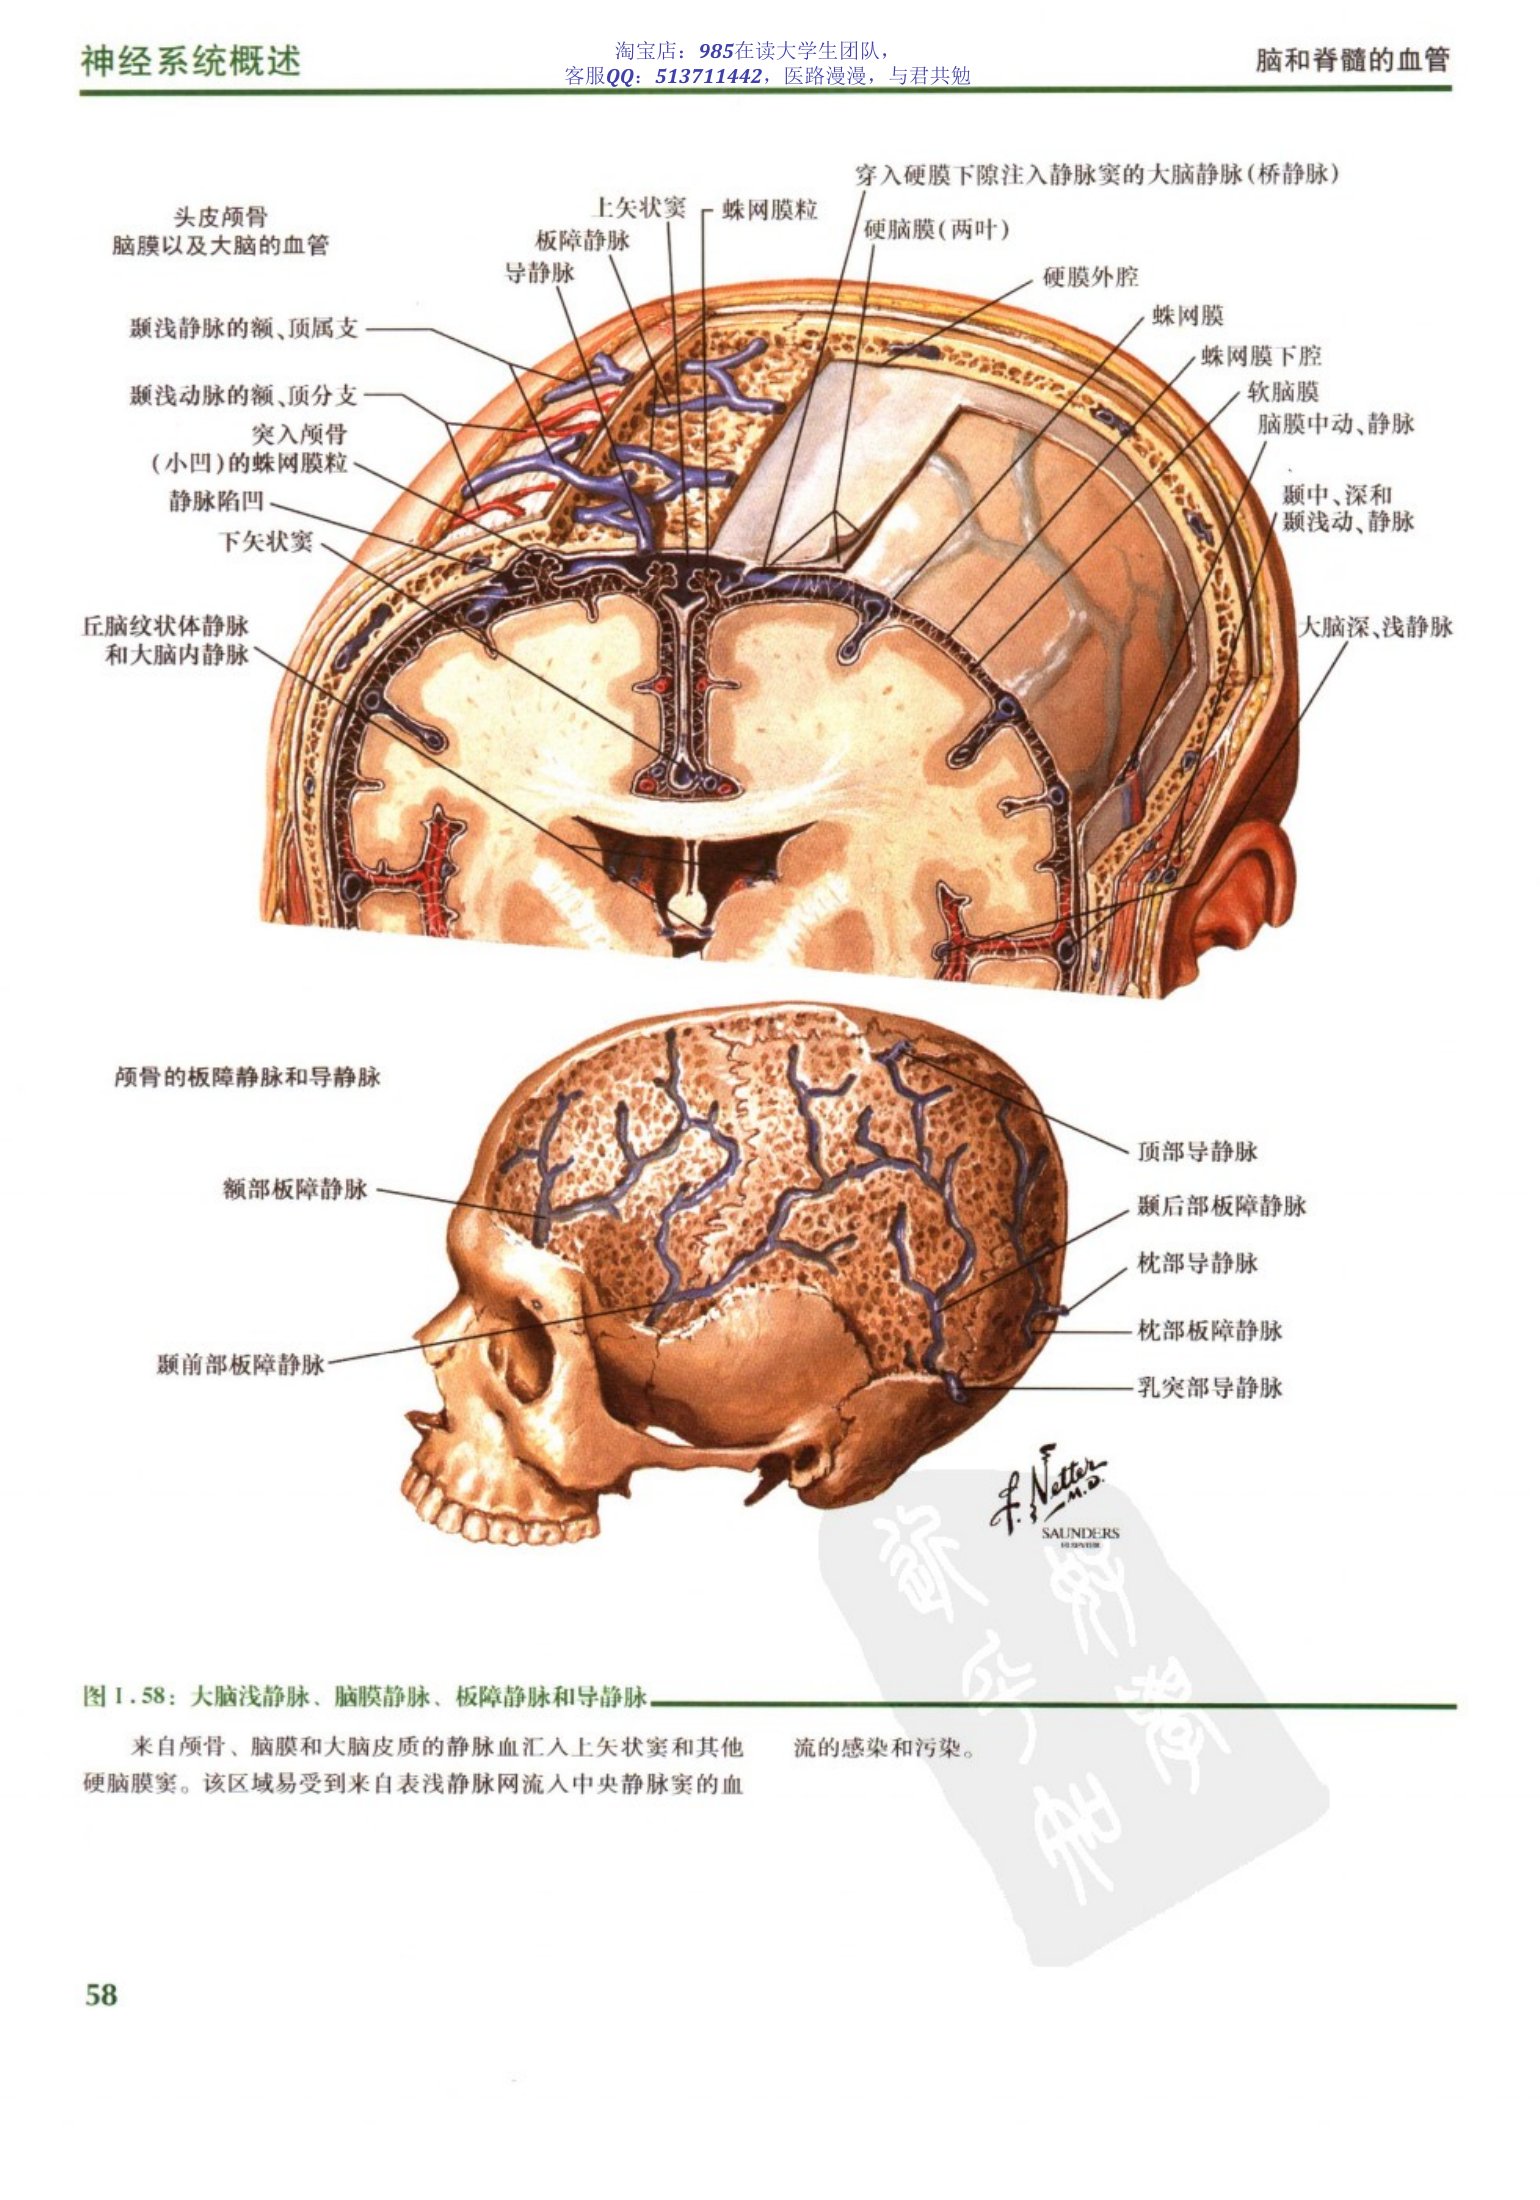 神经系统概述
淘宝店：985在读大学生团队，
客服QQ：513711442，医路漫漫，与君共勉
脑和脊髓的血管
头皮颅骨
脑膜以及大脑的血管
穿入硬膜下隙注入静脉窦的大脑静脉(桥静脉)
上矢状窦
蛛网膜粒
硬脑膜(两叶)
板障静脉
导静脉
硬膜外腔
蛛网膜
蛛网膜下腔
软脑膜
脑膜中动、静脉
颞中、深和
颞浅动、静脉
大脑深、浅静脉
颞浅静脉的额、顶属支
颞浅动脉的额、顶分支
突入颅骨
(小凹)的蛛网膜粒
静脉陷凹
下矢状窦
丘脑纹状体静脉
和大脑内静脉
颅骨的板障静脉和导静脉
额部板障静脉
颞前部板障静脉
顶部导静脉
颞后部板障静脉
枕部导静脉
枕部板障静脉
乳突部导静脉
F. Netter
M.D.
SAUNDERS
ELSEVIER
图 I.58：大脑浅静脉、脑膜静脉、板障静脉和导静脉
来自颅骨、脑膜和大脑皮质的静脉血汇入上矢状窦和其他
硬脑膜窦。该区域易受到来自表浅静脉网流入中央静脉窦的血
流的感染和污染。
58